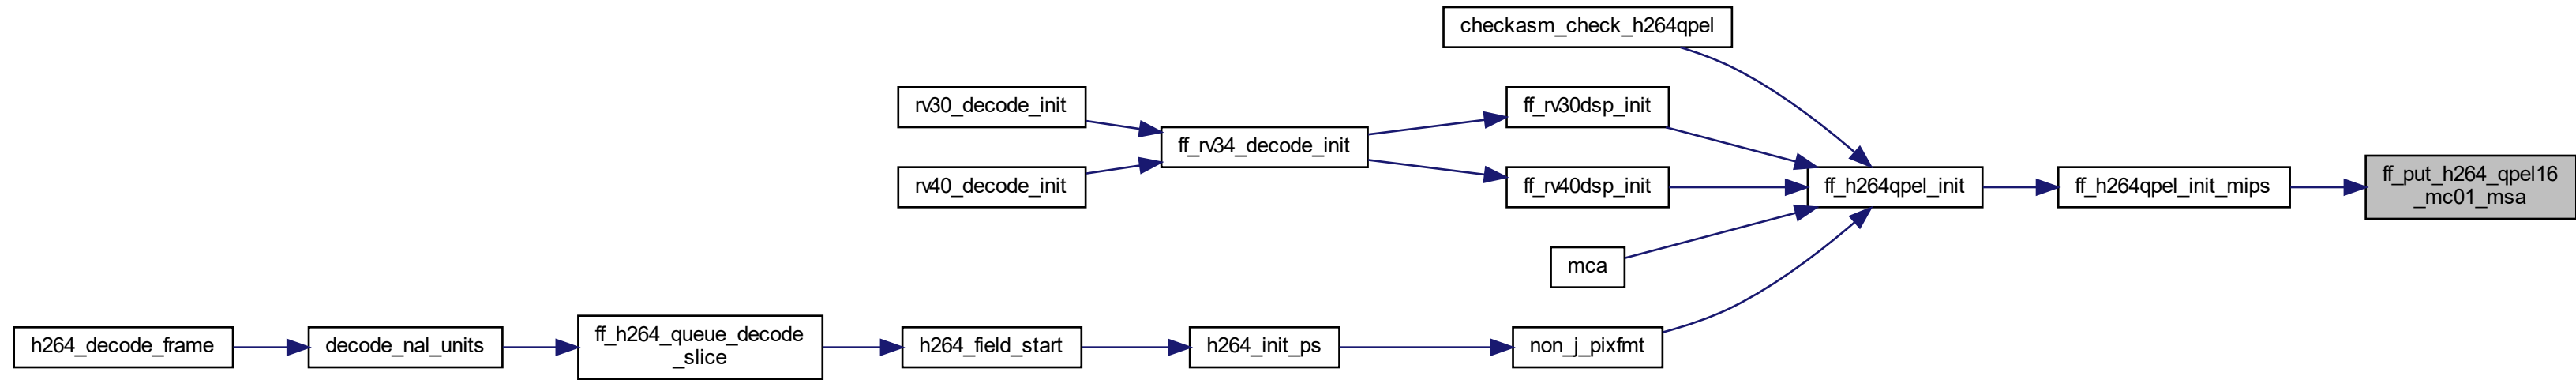 checkasm_check_h264qpel
rv30_decode_init
ff_rv30dsp_init
ff_rv34_decode_init
ff_put_h264_qpel16
_mc01_msa
rv40_decode_init
ff_rv40dsp_init
ff_h264qpel_init
ff_h264qpel_init_mips
mca
h264_decode_frame
decode_nal_units
ff_h264_queue_decode
_slice
h264_field_start
h264_init_ps
non_j_pixfmt